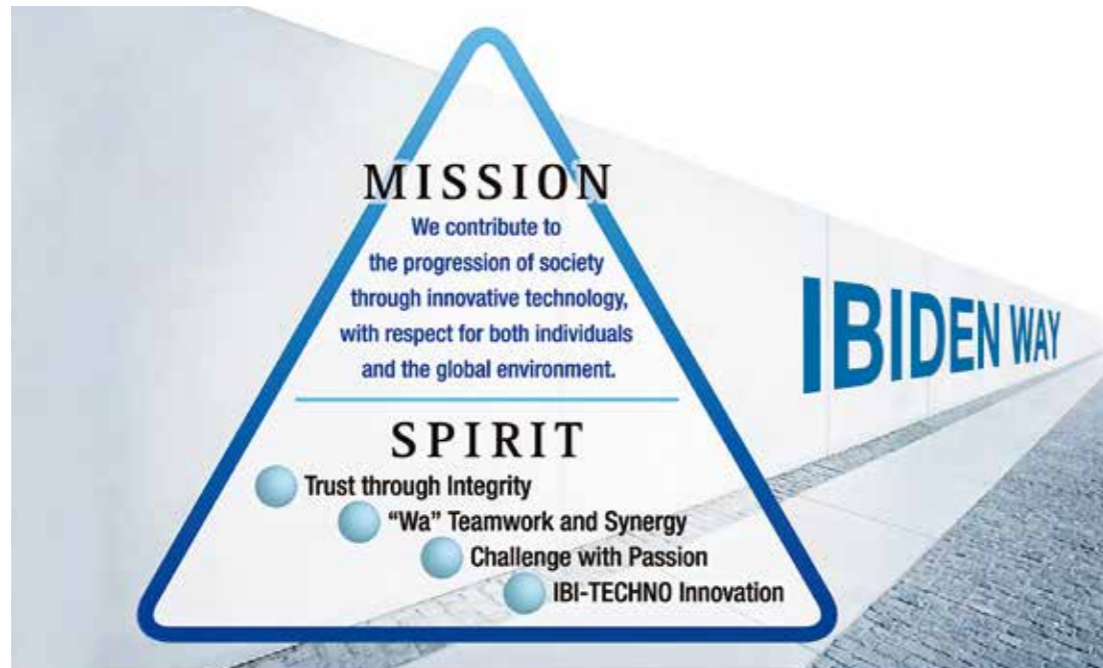 MISSION
We contribute to
the progression of society
through innovative technology,
with respect for both individuals
and the global environment.
IBIDEN WAY
SPIRIT
Trust through Integrity
“Wa” Teamwork and Synergy
Challenge with Passion
IBI-TECHNO Innovation